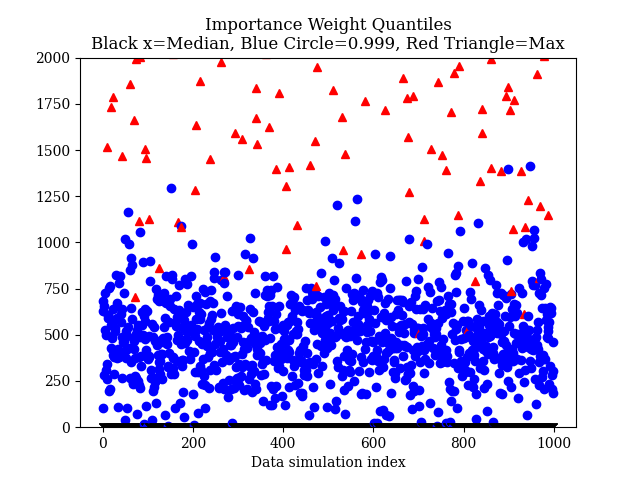 Importance Weight Quantiles
Black x=Median, Blue Circle=0.999, Red Triangle=Max
2000
1750
1500
1250
1000
750
500
250
0
0 200 400 600 800 1000
Data simulation index